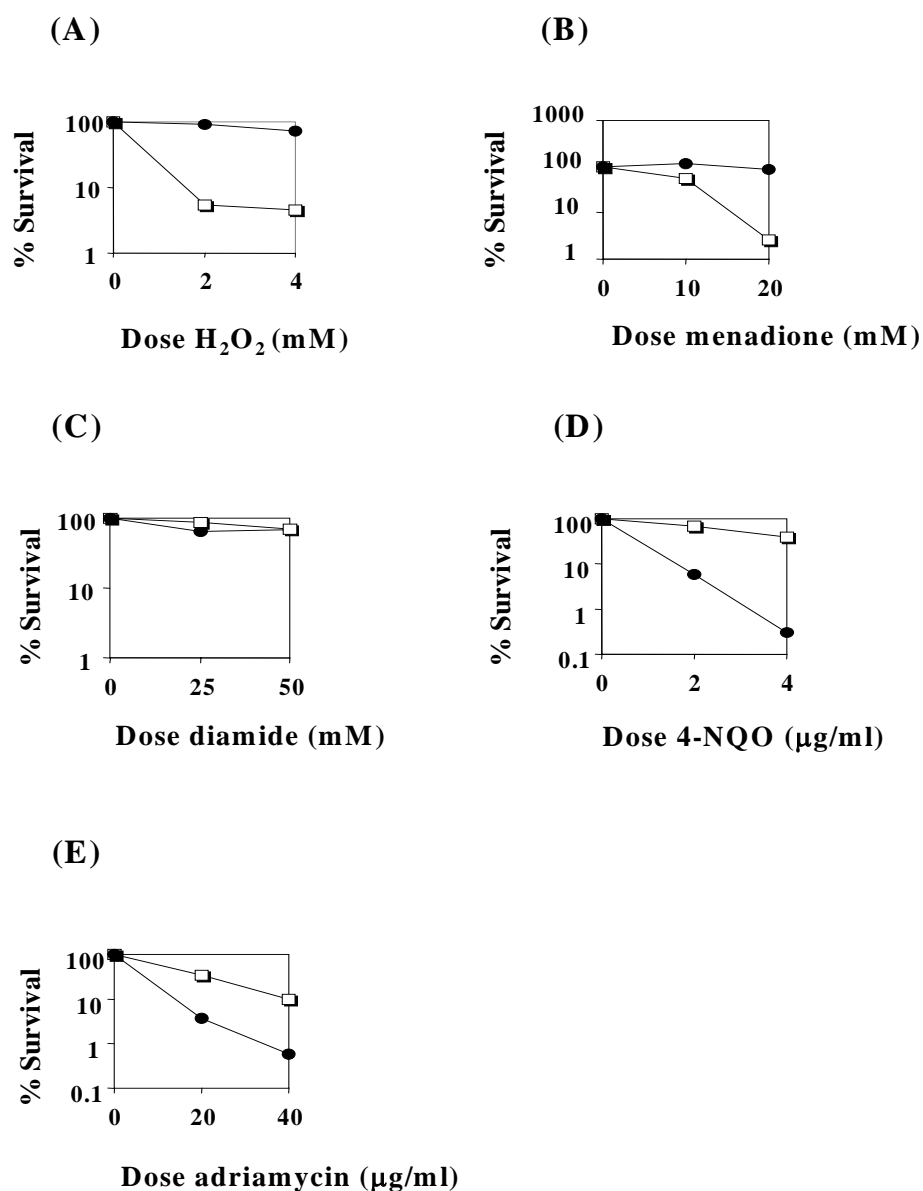 (A)
% Survival
100
10
1
0 2 4
Dose H₂O₂ (mM)
(B)
% Survival
1000
100
10
1
0 10 20
Dose menadione (mM)
(C)
% Survival
100
10
1
0 25 50
Dose diamide (mM)
(D)
% Survival
100
10
1
0.1
0 2 4
Dose 4-NQO (μg/ml)
(E)
% Survival
100
10
1
0.1
0 20 40
Dose adriamycin (μg/ml)